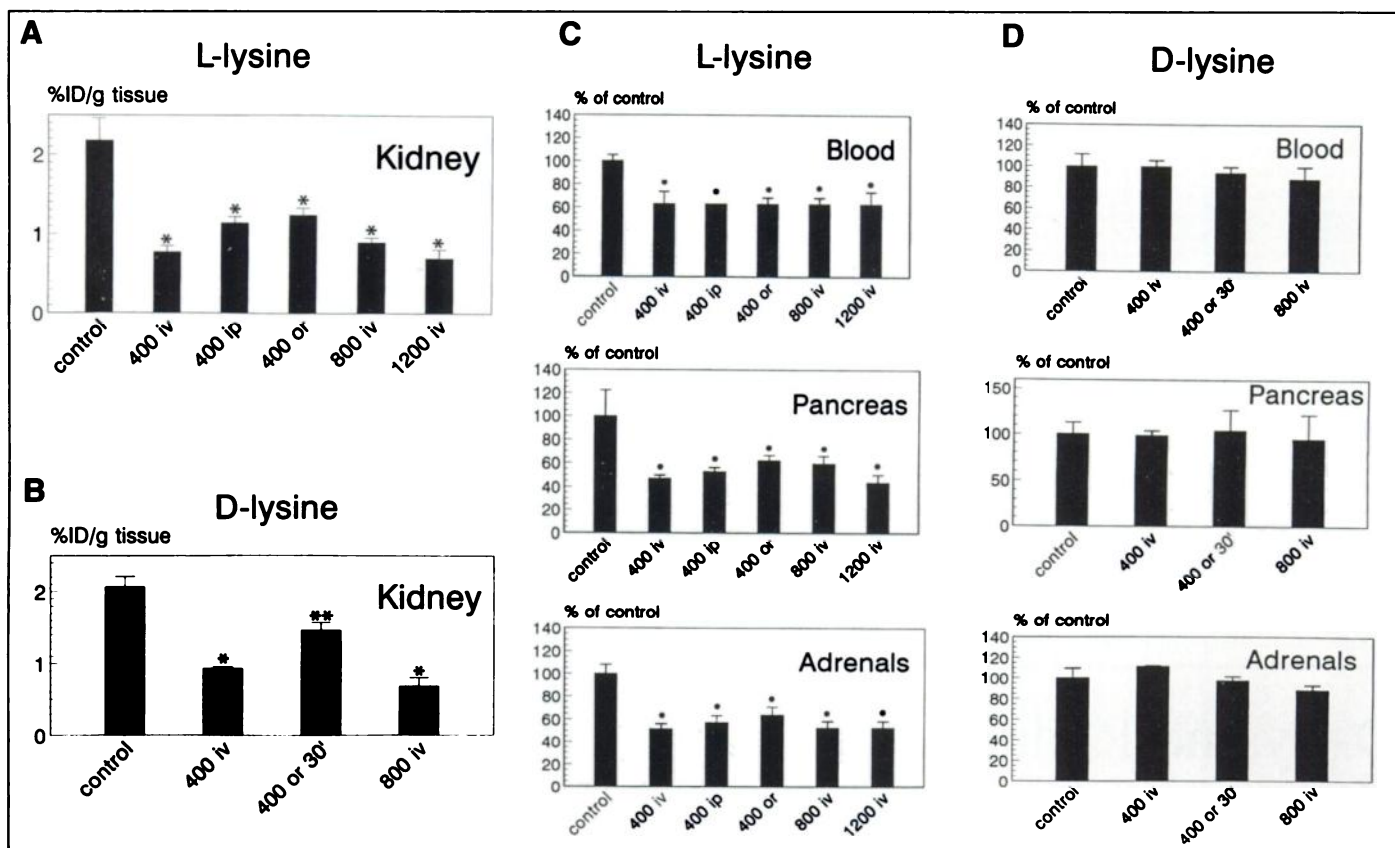 A
L-lysine
%ID/g tissue
Kidney
2
1
0
control
400 iv
400 ip
400 or
800 iv
1200 iv
* * * * *
B
D-lysine
%ID/g tissue
Kidney
2
1
0
control
400 iv
400 or 30'
800 iv
* ** *
C
L-lysine
% of control
Blood
140
120
100
80
60
40
20
0
control
400 iv
400 ip
400 or
800 iv
1200 iv
% of control
Pancreas
140
120
100
80
60
40
20
0
control
400 iv
400 ip
400 or
800 iv
1200 iv
% of control
Adrenals
140
120
100
80
60
40
20
0
control
400 iv
400 ip
400 or
800 iv
1200 iv
D
D-lysine
% of control
Blood
140
120
100
80
60
40
20
0
control
400 iv
400 or 30'
800 iv
% of control
Pancreas
150
100
50
0
control
400 iv
400 or 30'
800 iv
% of control
Adrenals
140
120
100
80
60
40
20
0
control
400 iv
400 or 30
800 iv